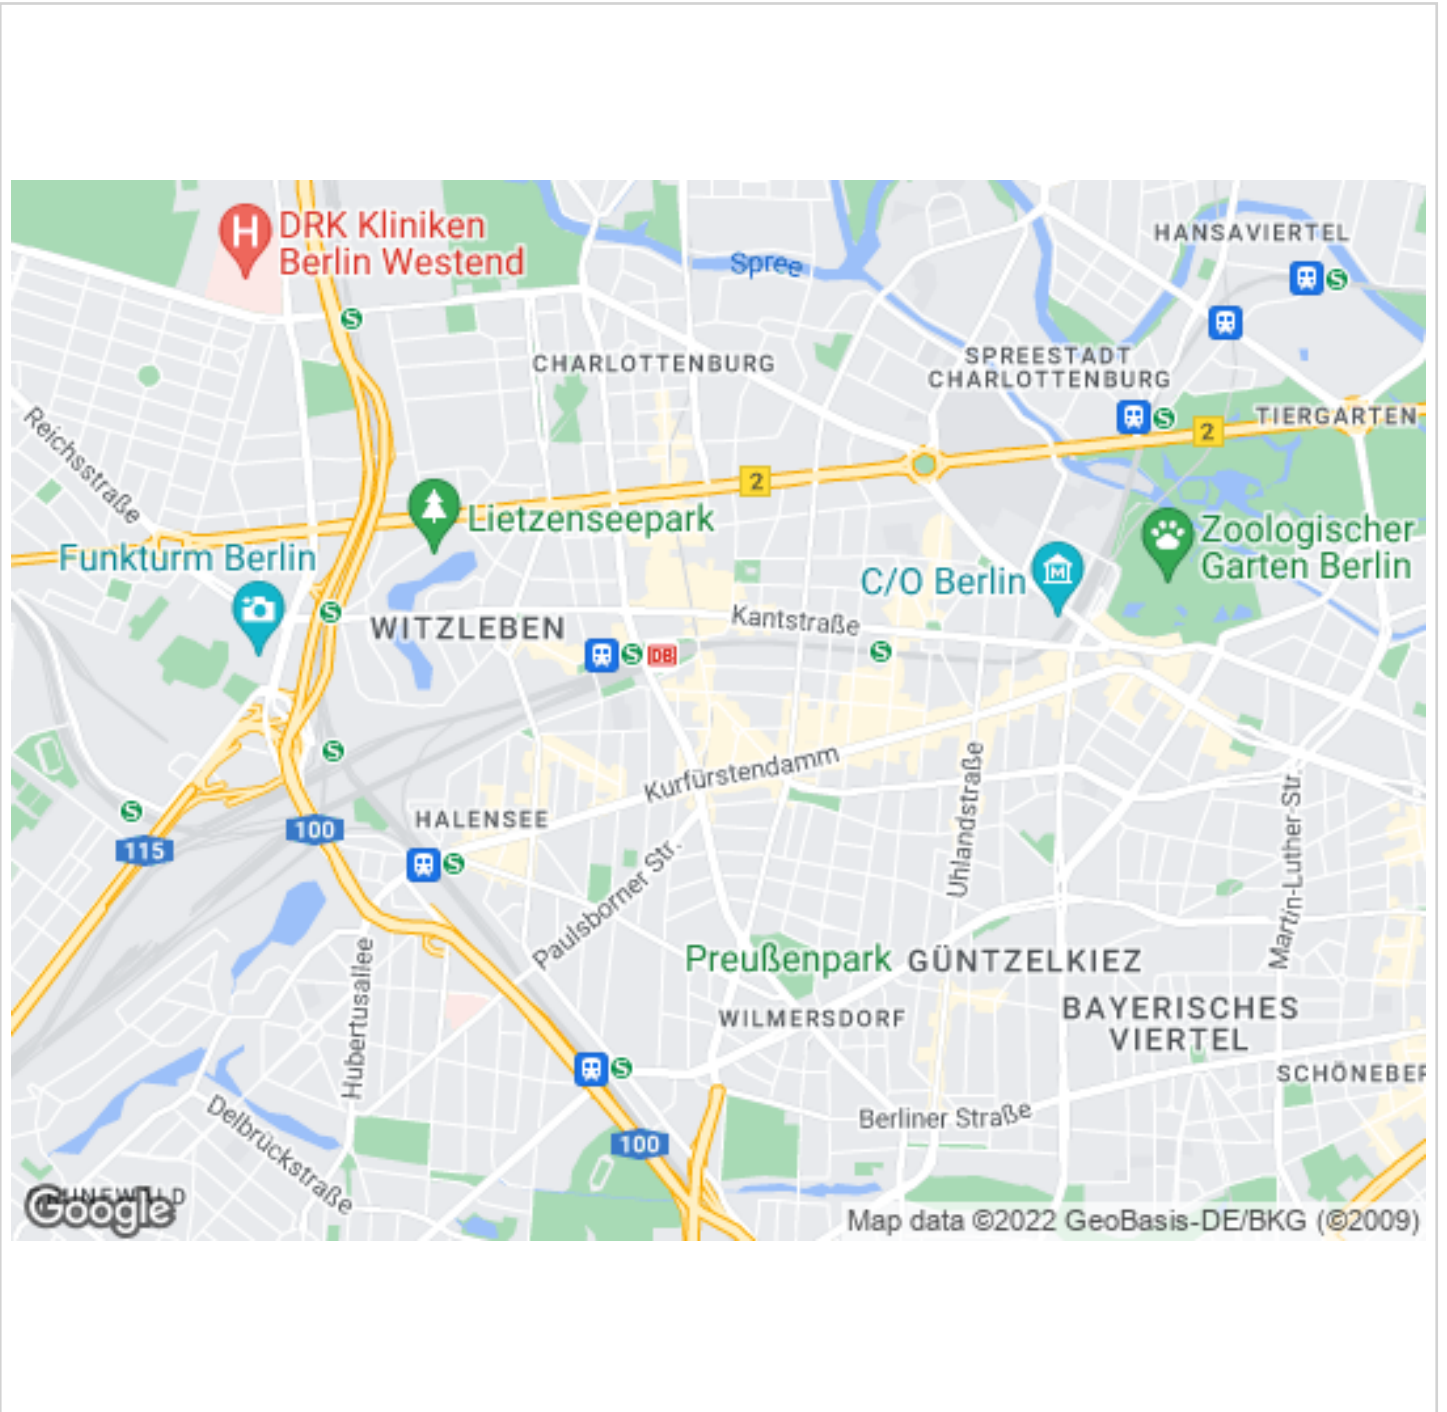 DRK Kliniken
Berlin Westend
HANSAVIERTEL
Spree
S
S
CHARLOTTENBURG
SPREESTADT
CHARLOTTENBURG
S
TIERGARTEN
2
2
Reichsstraße
Lietzenseepark
Zoologischer
Garten Berlin
Funkturm Berlin
C/O Berlin
S
WITZLEBEN
Kantstraße
S
DB
S
S
Kurfürstendamm
Uhlandstraße
Martin-Luther Str.
S
HALENSEE
100
115
S
Paulsborner Str.
Hubertusallee
Preußenpark
GÜNTZELKIEZ
WILMERSDORF
BAYERISCHES
VIERTEL
S
SCHÖNEBER
Berliner Straße
Delbrückstraße
100
Google
Map data ©2022 GeoBasis-DE/BKG (©2009)